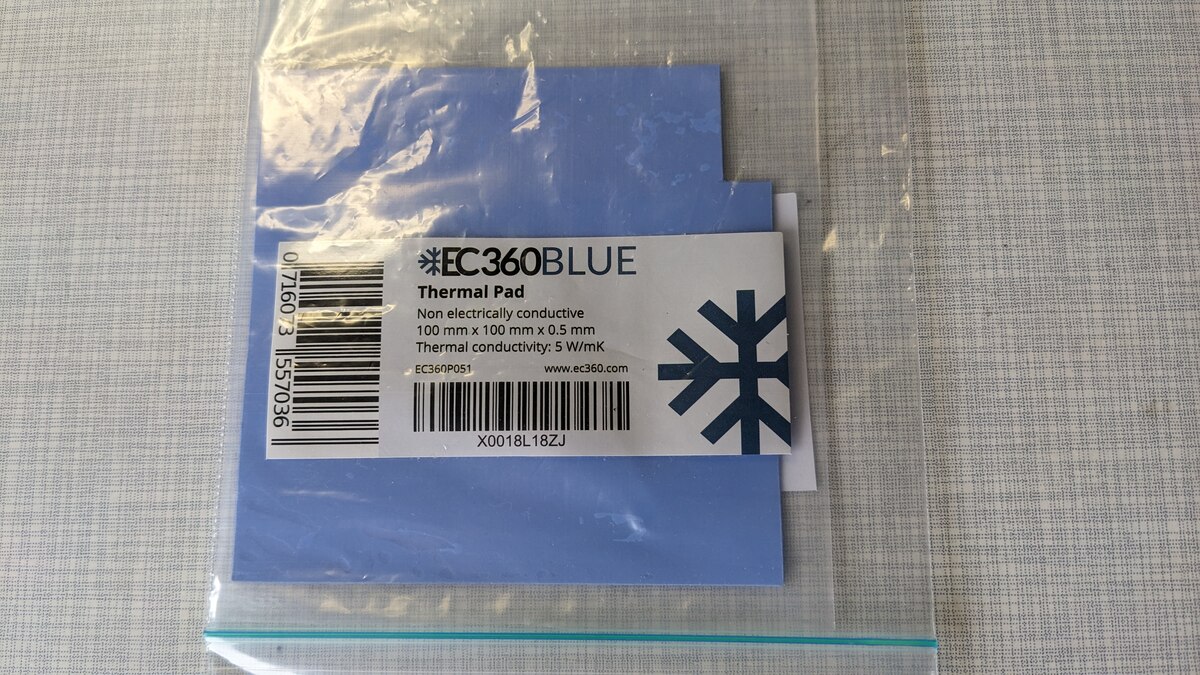 EC360BLUE
Thermal Pad
Non electrically conductive
100 mm x 100 mm x 0.5 mm
Thermal conductivity: 5 W/mK
EC360P051 www.ec360.com
X0018L18ZJ
0 716073 557036